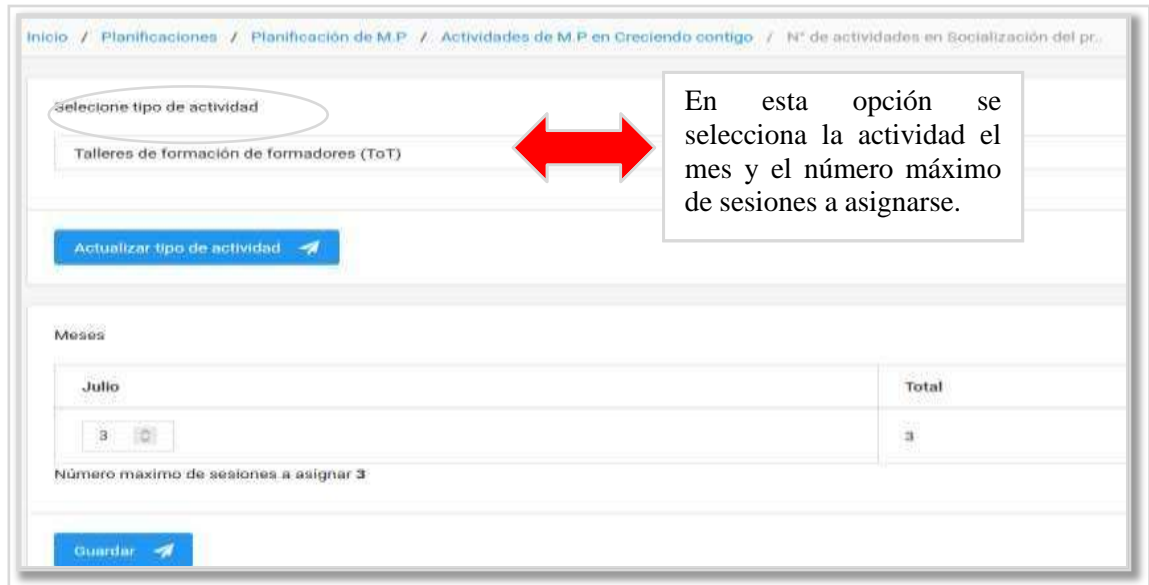 Inicio / Planificaciones / Planificación de M.P / Actividades de M.P en Creciendo contigo / N° de actividades en Socialización del pr..
Selecione tipo de actividad
Talleres de formación de formadores (ToT)
En esta opción se
selecciona la actividad el
mes y el número máximo
de sesiones a asignarse.
Actualizar tipo de actividad
Meses
Julio Total
3 3
Número maximo de sesiones a asignar 3
Guardar